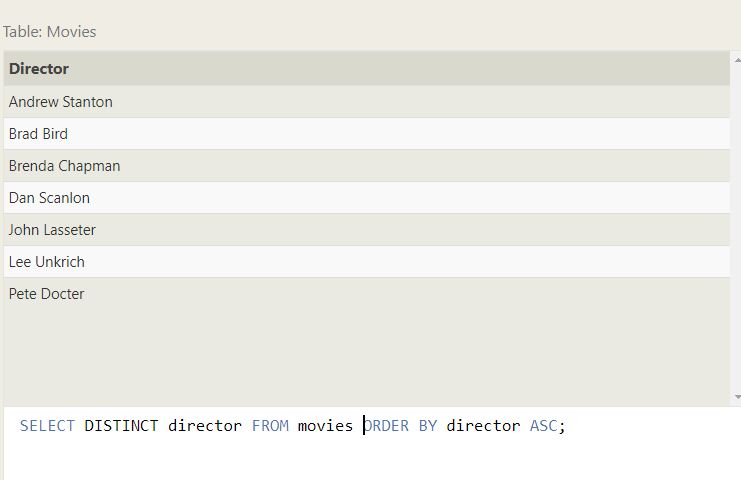 Table: Movies
Director
Andrew Stanton
Brad Bird
Brenda Chapman
Dan Scanlon
John Lasseter
Lee Unkrich
Pete Docter
SELECT DISTINCT director FROM movies ORDER BY director ASC;